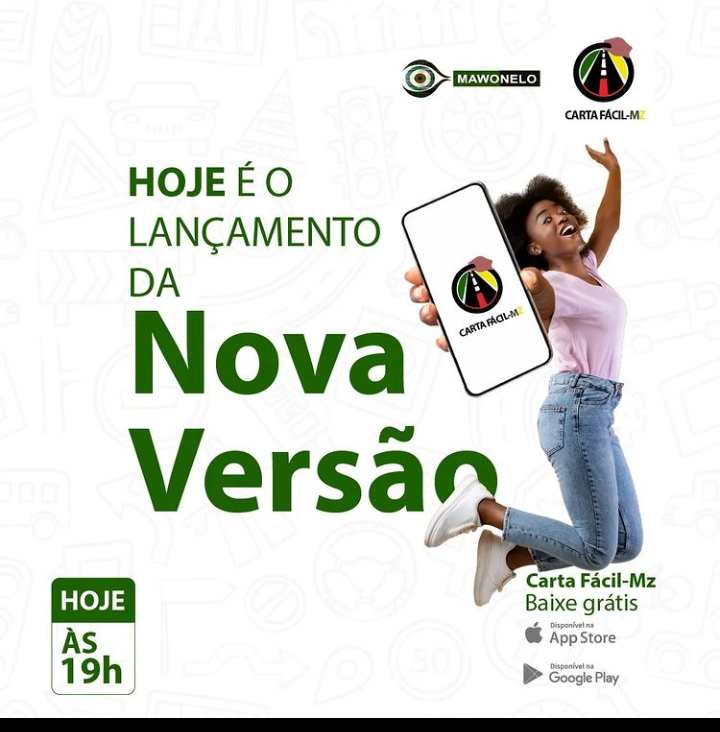 MAWONELO
CARTA FÁCIL-MZ
HOJE É O
LANÇAMENTO
DA
Nova
Versão
CARTA FÁCIL-MZ
HOJE
ÀS
19h
Carta Fácil-Mz
Baixe grátis
Disponível na
App Store
Disponível na
Google Play
50